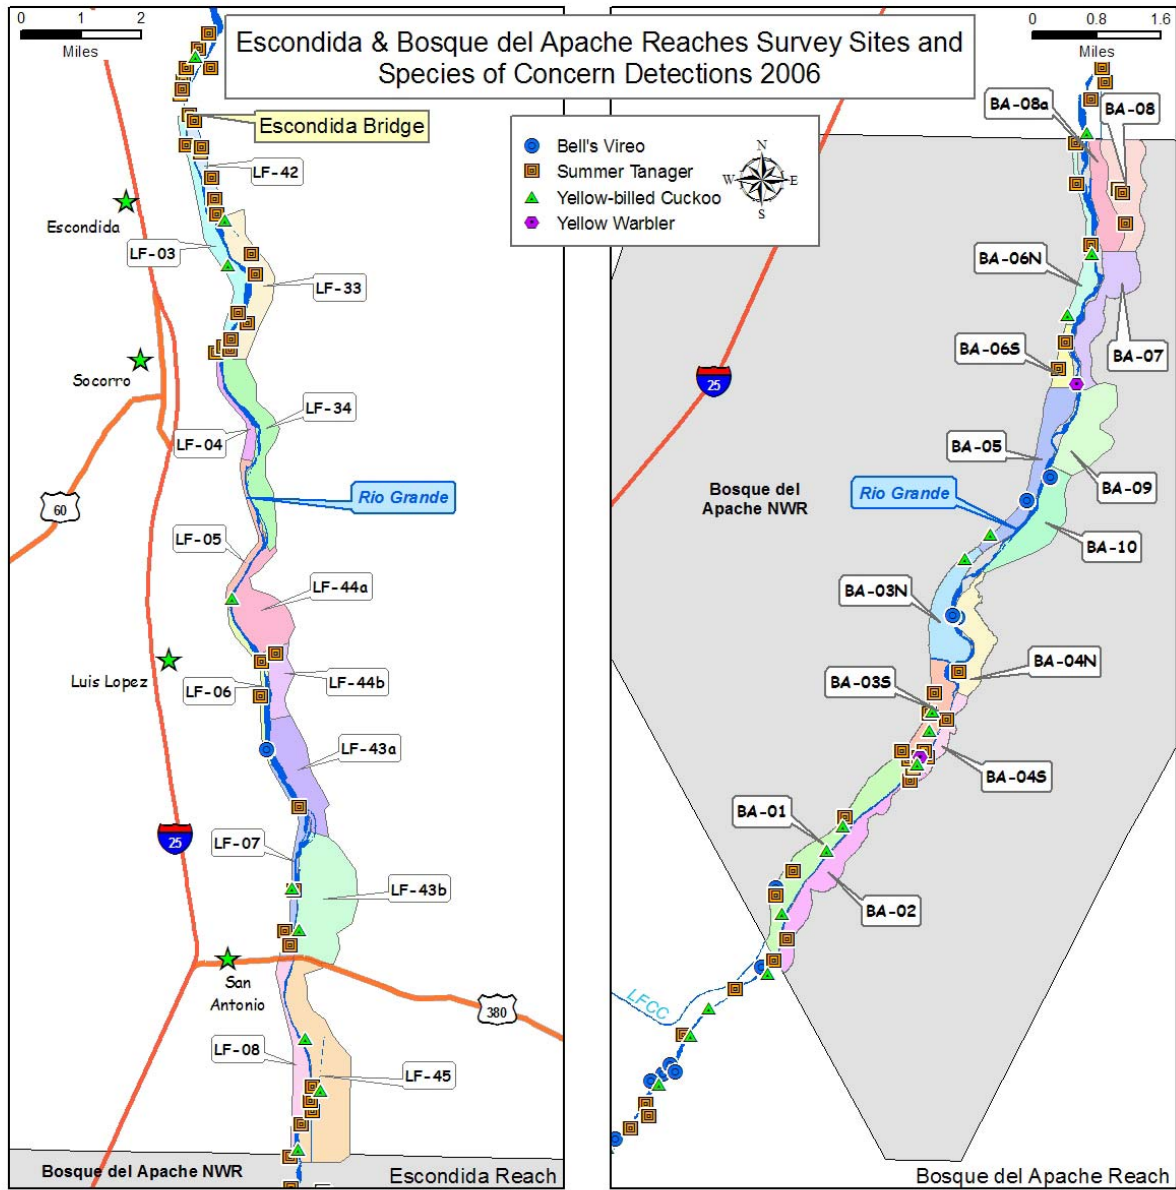 Escondida & Bosque del Apache Reaches Survey Sites and
Species of Concern Detections 2006
0 1 2
Miles
0 0.8 1.6
Miles
Bell's Vireo
Summer Tanager
Yellow-billed Cuckoo
Yellow Warbler
N
W E
S
Escondida Bridge
LF-42
Escondida
LF-03
LF-33
Socorro
LF-34
LF-04
60
Rio Grande
LF-05
LF-44a
Luis Lopez
LF-06
LF-44b
LF-43a
25
LF-07
LF-43b
San
Antonio
380
LF-08
LF-45
Bosque del Apache NWR
Escondida Reach
BA-08a
BA-08
BA-06N
BA-07
BA-06S
25
BA-05
BA-09
Bosque del
Apache NWR
Rio Grande
BA-10
BA-03N
BA-04N
BA-03S
BA-04S
BA-01
BA-02
LFCC
Bosque del Apache Reach